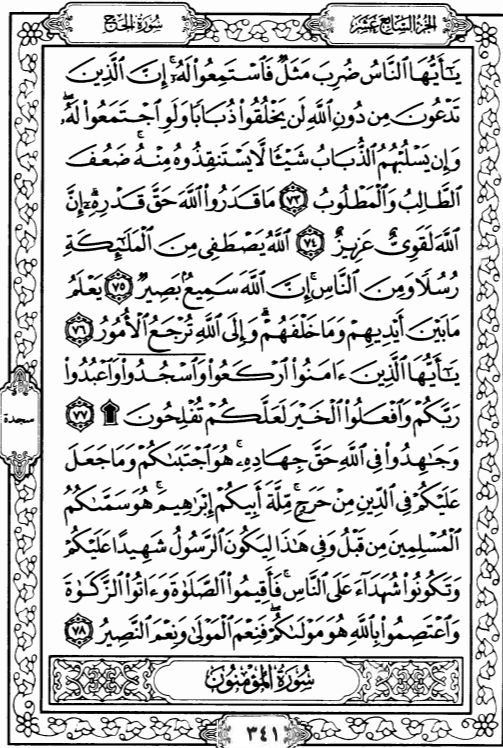 الجزء السابع عشر
سورة الحج
يَٰٓأَيُّهَا ٱلنَّاسُ ضُرِبَ مَثَلٌ فَٱسْتَمِعُوا۟ لَهُۥٓ ۚ إِنَّ ٱلَّذِينَ
تَدْعُونَ مِن دُونِ ٱللَّهِ لَن يَخْلُقُوا۟ ذُبَابًا وَلَوِ ٱجْتَمَعُوا۟ لَهُۥ ۖ
وَإِن يَسْلُبْهُمُ ٱلذُّبَابُ شَيْـًٔا لَّا يَسْتَنقِذُوهُ مِنْهُ ۚ ضَعُفَ
ٱلطَّالِبُ وَٱلْمَطْلُوبُ ٧٣ مَا قَدَرُوا۟ ٱللَّهَ حَقَّ قَدْرِهِۦٓ ۗ إِنَّ
ٱللَّهَ لَقَوِىٌّ عَزِيزٌ ٧٤ ٱللَّهُ يَصْطَفِى مِنَ ٱلْمَلَٰٓئِكَةِ
رُسُلًا وَمِنَ ٱلنَّاسِ ۚ إِنَّ ٱللَّهَ سَمِيعٌۢ بَصِيرٌ ٧٥ يَعْلَمُ
مَا بَيْنَ أَيْدِيهِمْ وَمَا خَلْفَهُمْ ۗ وَإِلَى ٱللَّهِ تُرْجَعُ ٱلْأُمُورُ ٧٦
يَٰٓأَيُّهَا ٱلَّذِينَ ءَامَنُوا۟ ٱرْكَعُوا۟ وَٱسْجُدُوا۟ وَٱعْبُدُوا۟
رَبَّكُمْ وَٱفْعَلُوا۟ ٱلْخَيْرَ لَعَلَّكُمْ تُفْلِحُونَ ۩ ٧٧
سجدة
وَجَٰهِدُوا۟ فِى ٱللَّهِ حَقَّ جِهَادِهِۦ ۚ هُوَ ٱجْتَبَىٰكُمْ وَمَا جَعَلَ
عَلَيْكُمْ فِى ٱلدِّينِ مِنْ حَرَجٍ ۚ مِّلَّةَ أَبِيكُمْ إِبْرَٰهِيمَ ۚ هُوَ سَمَّىٰكُمُ
ٱلْمُسْلِمِينَ مِن قَبْلُ وَفِى هَٰذَا لِيَكُونَ ٱلرَّسُولُ شَهِيدًا عَلَيْكُمْ
وَتَكُونُوا۟ شُهَدَآءَ عَلَى ٱلنَّاسِ ۚ فَأَقِيمُوا۟ ٱلصَّلَوٰةَ وَءَاتُوا۟ ٱلزَّكَوٰةَ
وَٱعْتَصِمُوا۟ بِٱللَّهِ هُوَ مَوْلَىٰكُمْ ۖ فَنِعْمَ ٱلْمَوْلَىٰ وَنِعْمَ ٱلنَّصِيرُ ٧٨
سورة المؤمنون
٣٤١